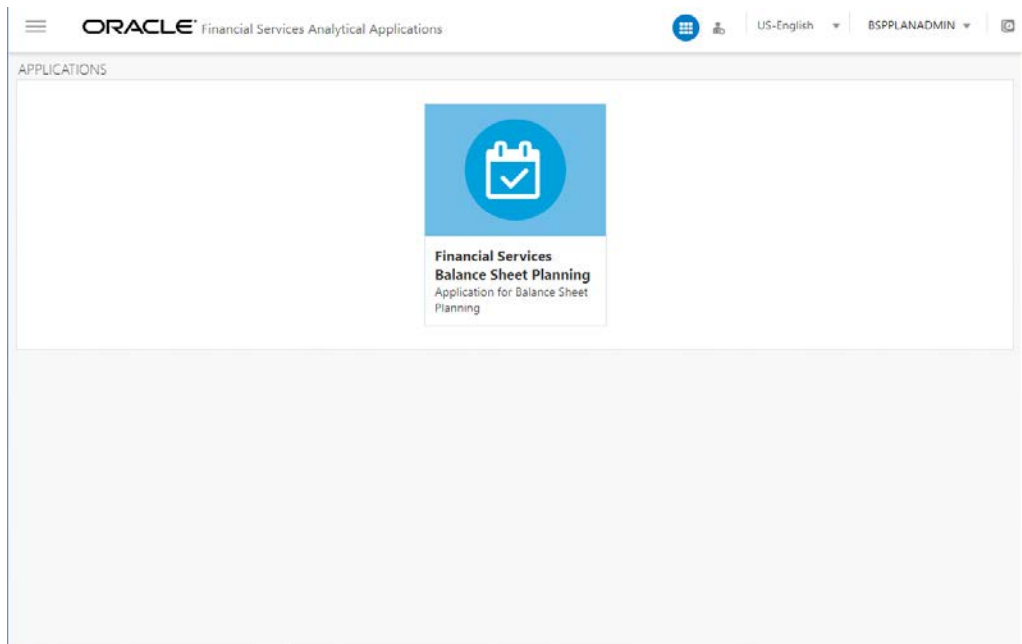 ORACLE Financial Services Analytical Applications US-English BSPPLANADMIN
APPLICATIONS
Financial Services
Balance Sheet Planning
Application for Balance Sheet
Planning